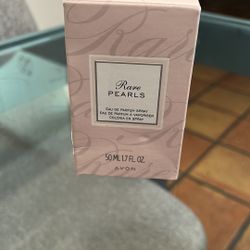 Rare
PEARLS
EAU DE PARFUM SPRAY
EAU DE PARFUM À VAPORISER
COLONIA EN SPRAY
50 ML 1.7 FL. OZ.
AVON